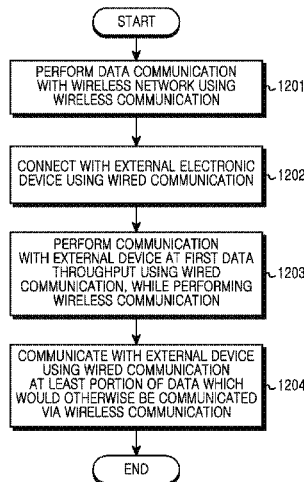 START
PERFORM DATA COMMUNICATION
WITH WIRELESS NETWORK USING
WIRELESS COMMUNICATION
1201
CONNECT WITH EXTERNAL ELECTRONIC
DEVICE USING WIRED COMMUNICATION
1202
PERFORM COMMUNICATION
WITH EXTERNAL DEVICE AT FIRST DATA
THROUGHPUT USING WIRED
COMMUNICATION, WHILE PERFORMING
WIRELESS COMMUNICATION
1203
COMMUNICATE WITH EXTERNAL DEVICE
USING WIRED COMMUNICATION
AT LEAST PORTION OF DATA WHICH
WOULD OTHERWISE BE COMMUNICATED
VIA WIRELESS COMMUNICATION
1204
END